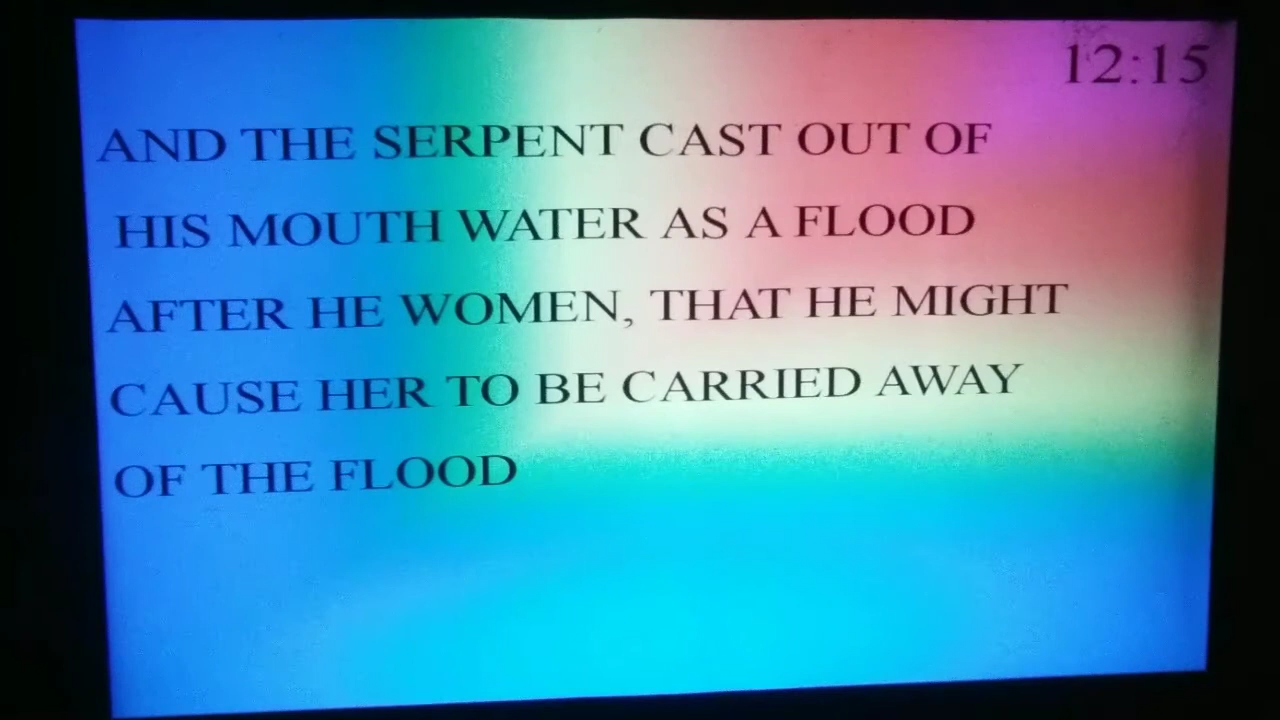 12:15
AND THE SERPENT CAST OUT OF
HIS MOUTH WATER AS A FLOOD
AFTER HE WOMEN, THAT HE MIGHT
CAUSE HER TO BE CARRIED AWAY
OF THE FLOOD